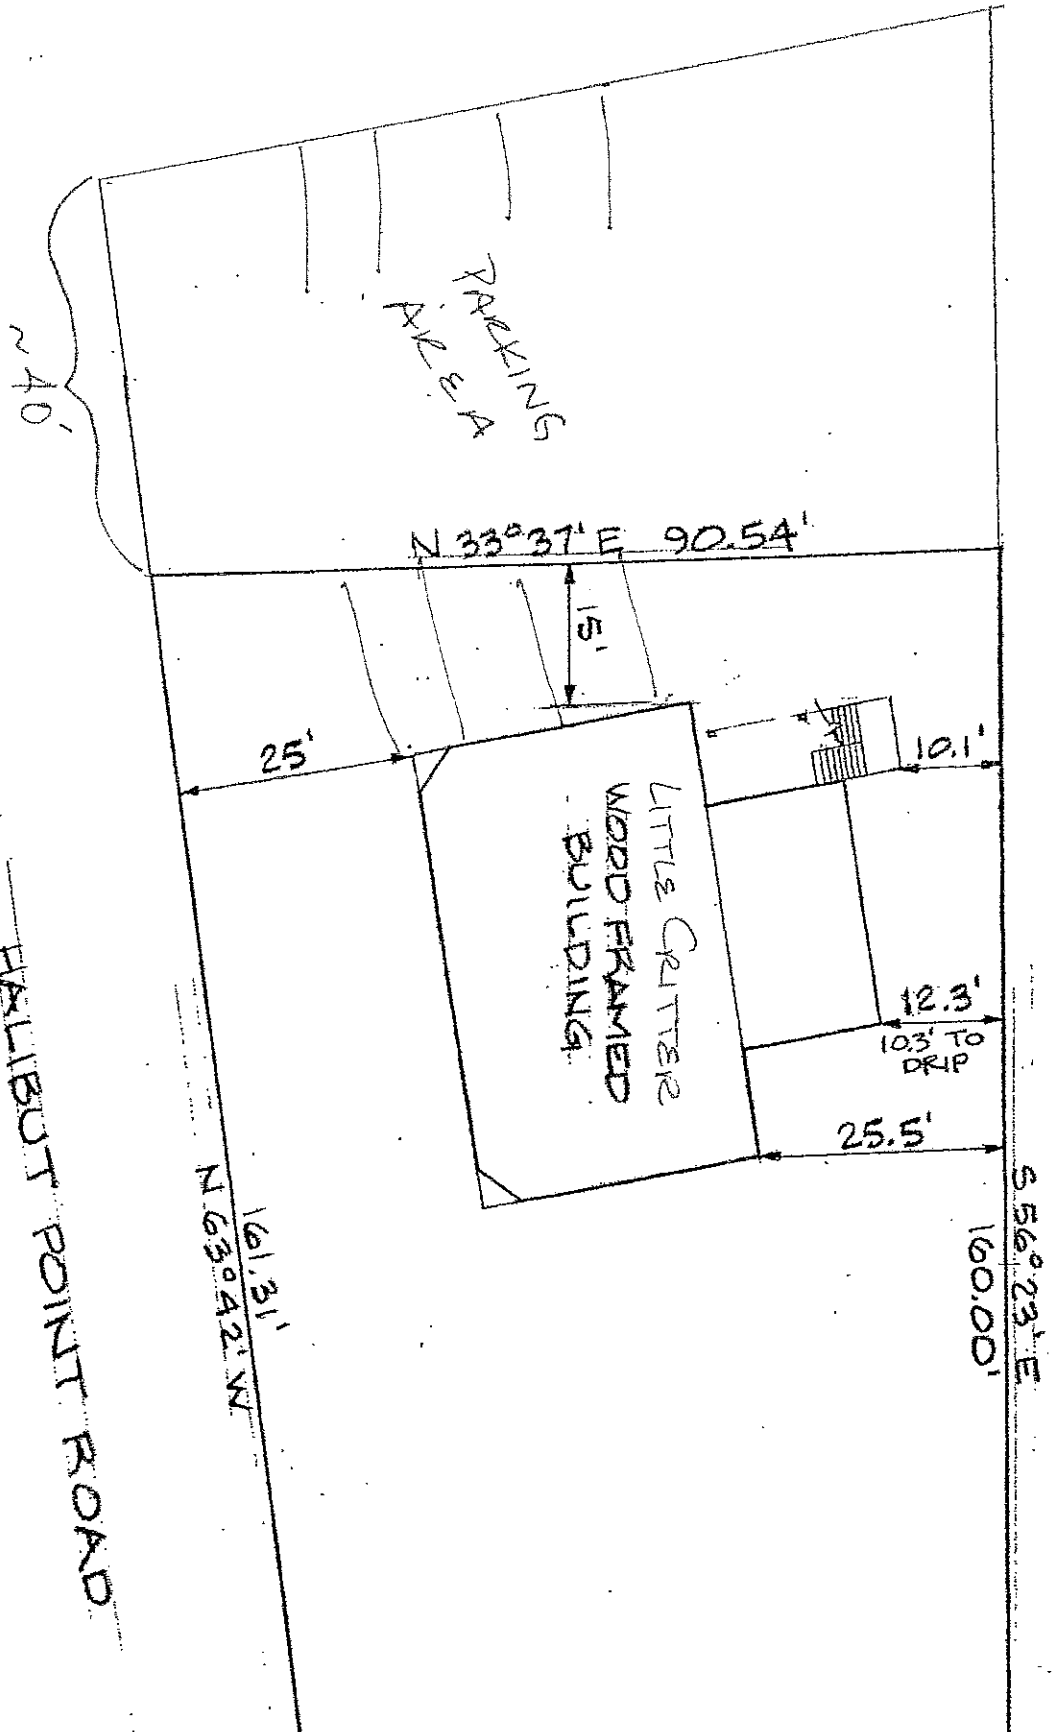 ~ 40'
PARKING
AREA
N 33° 37' E 90.54'
15'
25'
10.1'
LITTLE CRITTER
WOOD FRAMED
BUILDING
12.3'
10.3' TO
DRIP
25.5'
S 56° 23' E
160.00'
161.31'
N 63° 42' W
HALIBUT POINT ROAD